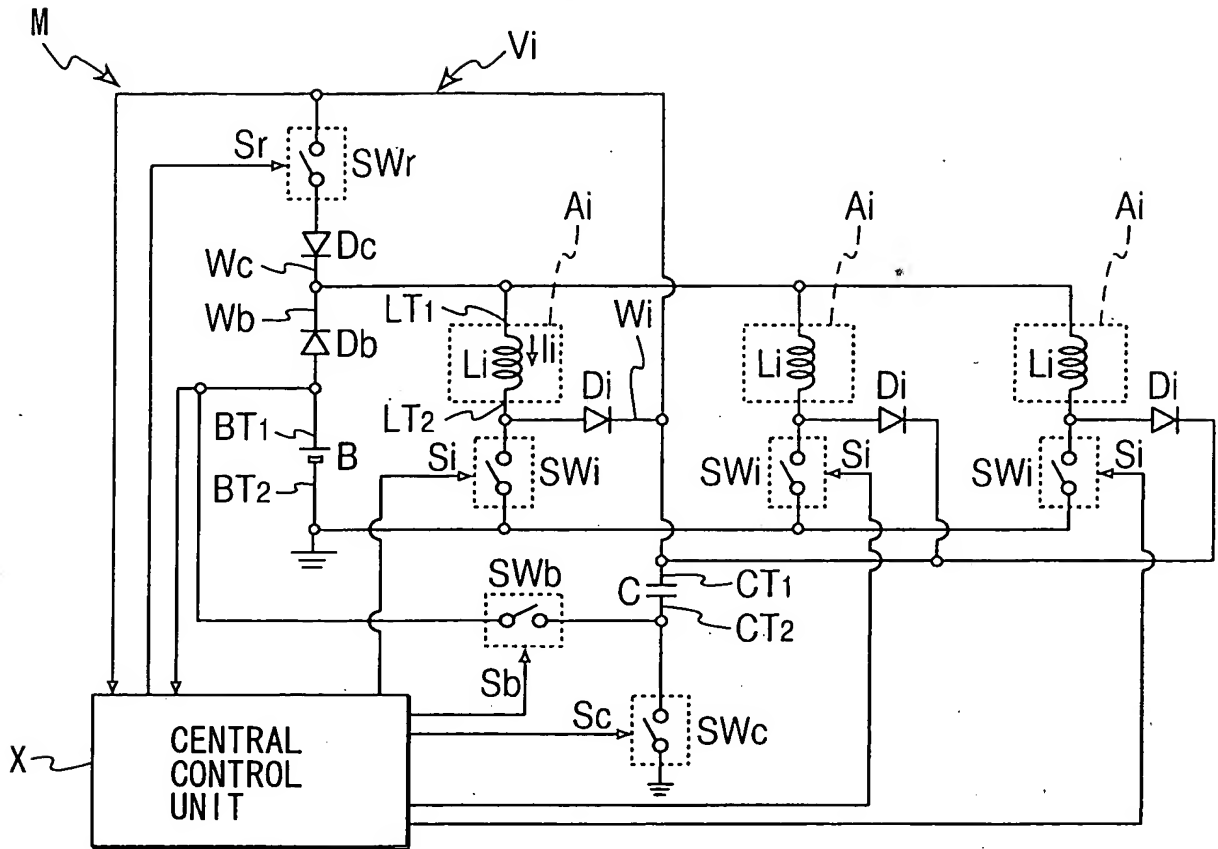 M
Vi
Sr
SWr
Ai
Ai
Ai
Dc
Wc
Wb
LT1
Wi
Db
Li
Ii
Li
Li
Di
Di
Di
LT2
BT1
B
Si
SWi
SWi
Si
SWi
Si
BT2
SWb
C
CT1
CT2
Sb
Sc
SWc
X
CENTRAL
CONTROL
UNIT